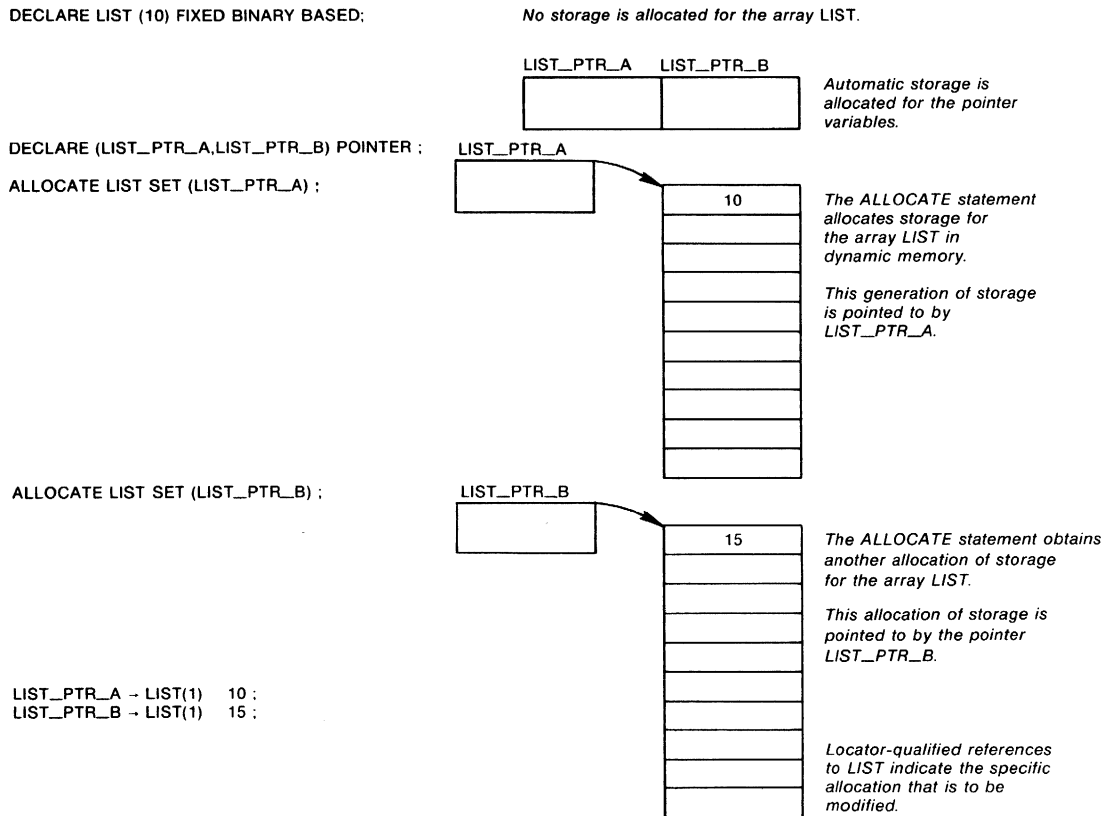 DECLARE LIST (10) FIXED BINARY BASED;
No storage is allocated for the array LIST.
LIST_PTR_A LIST_PTR_B
Automatic storage is
allocated for the pointer
variables.
DECLARE (LIST_PTR_A,LIST_PTR_B) POINTER ;
LIST_PTR_A
ALLOCATE LIST SET (LIST_PTR_A) ;
10
The ALLOCATE statement
allocates storage for
the array LIST in
dynamic memory.
This generation of storage
is pointed to by
LIST_PTR_A.
ALLOCATE LIST SET (LIST_PTR_B) ;
LIST_PTR_B
15
The ALLOCATE statement obtains
another allocation of storage
for the array LIST.
This allocation of storage is
pointed to by the pointer
LIST_PTR_B.
LIST_PTR_A → LIST(1) 10 ;
LIST_PTR_B → LIST(1) 15 ;
Locator-qualified references
to LIST indicate the specific
allocation that is to be
modified.